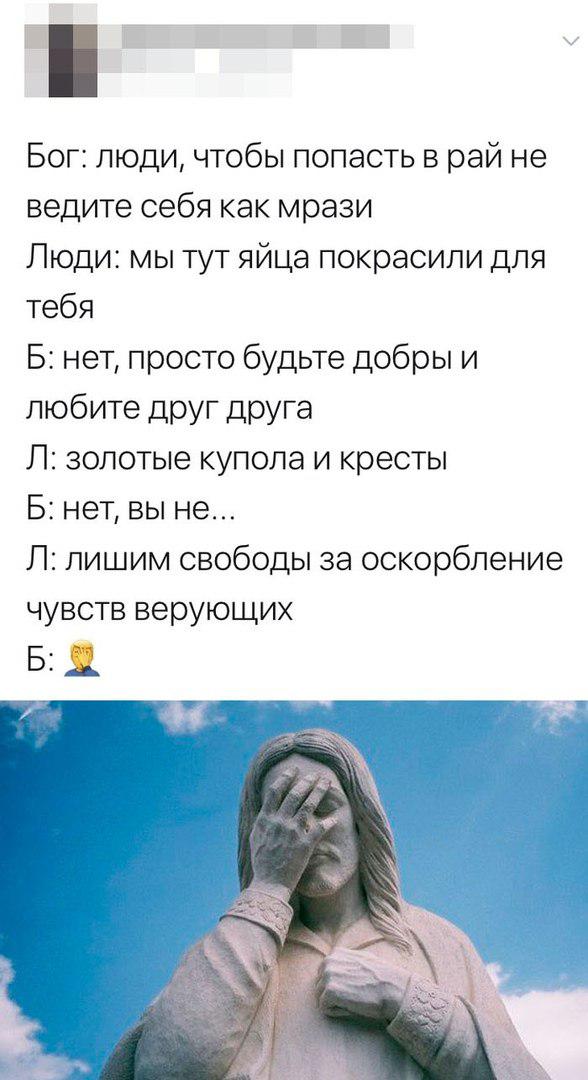 Бог: люди, чтобы попасть в рай не
ведите себя как мрази
Люди: мы тут яйца покрасили для
тебя
Б: нет, просто будьте добры и
любите друг друга
Л: золотые купола и кресты
Б: нет, вы не...
Л: лишим свободы за оскорбление
чувств верующих
Б: 🤦‍♂️